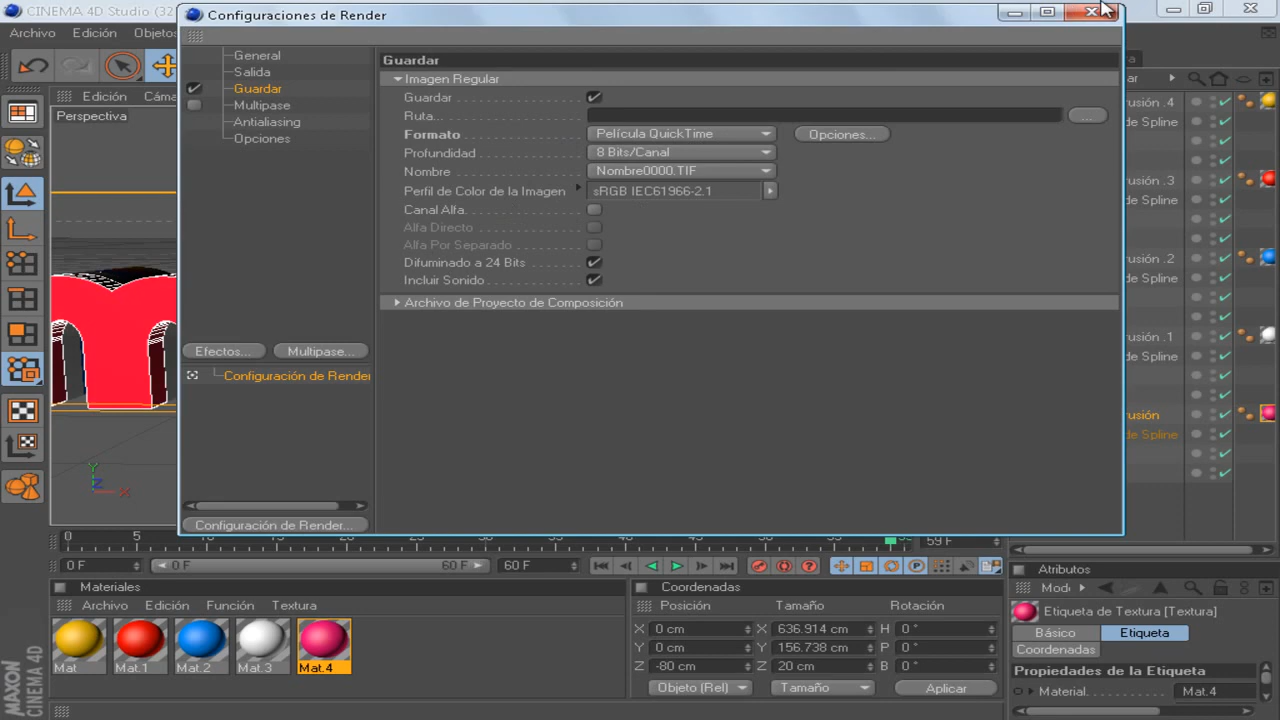 CINEMA 4D Studio (32
Configuraciones de Render
Archivo Edición Objetos
General
Salida
Guardar
Multipase
Antialiasing
Opciones
Guardar
Imagen Regular
Guardar
Ruta...
...
Formato
Película QuickTime
Opciones...
Profundidad
8 Bits/Canal
Nombre
Nombre0000.TIF
Perfil de Color de la Imagen
sRGB IEC61966-2.1
Canal Alfa
Alfa Directo
Alfa Por Separado
Difuminado a 24 Bits
Incluir Sonido
Archivo de Proyecto de Composición
Efectos...
Multipase...
Configuración de Render
Configuración de Render...
Edición Cáma
Perspectiva
Y
Z
X
ar
rusión .4
de Spline
rusión .3
de Spline
rusión .2
de Spline
rusión .1
de Spline
rusión
de Spline
0 5 20
59 F
0 F
0 F
60 F
60 F
Materiales
Archivo Edición Función Textura
Mat
Mat.1
Mat.2
Mat.3
Mat.4
Coordenadas
Posición Tamaño Rotación
X 0 cm X 636.914 cm H 0 °
Y 0 cm Y 156.738 cm P 0 °
Z -80 cm Z 20 cm B 0 °
Objeto (Rel) Tamaño Aplicar
Atributos
Mod
Etiqueta de Textura [Textura]
Básico
Etiqueta
Coordenadas
Propiedades de la Etiqueta
Material
Mat.4
MAXON
CINEMA 4D